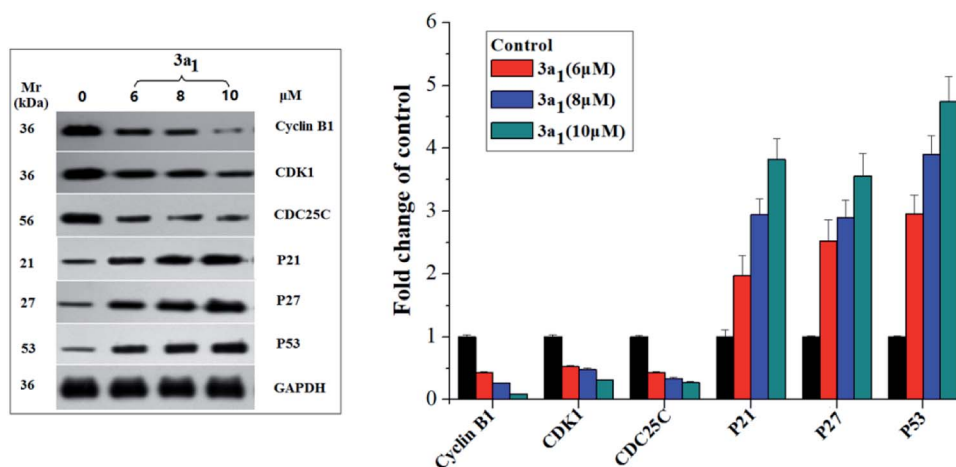 3a1
Mr
(kDa)
0 6 8 10 μM
36 Cyclin B1
36 CDK1
56 CDC25C
21 P21
27 P27
53 P53
36 GAPDH
Fold change of control
6
5
4
3
2
1
0
Control
3a1(6μM)
3a1(8μM)
3a1(10μM)
Cyclin B1 CDK1 CDC25C P21 P27 P53